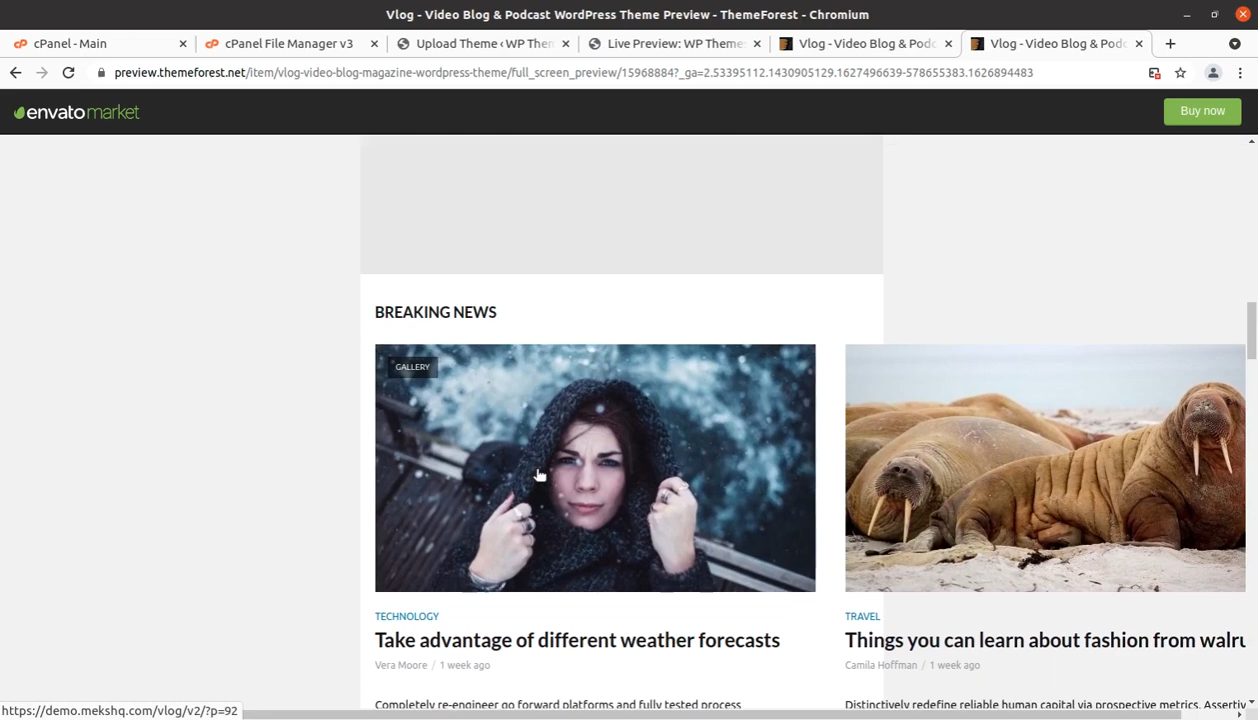 Vlog - Video Blog & Podcast WordPress Theme Preview - ThemeForest - Chromium
cPanel - Main
cPanel File Manager v3
Upload Theme ‹ WP Them
Live Preview: WP Theme
Vlog - Video Blog & Podc
Vlog - Video Blog & Podc
preview.themeforest.net/item/vlog-video-blog-magazine-wordpress-theme/full_screen_preview/15968884?_ga=2.53395112.1430905129.1627496639-578655383.1626894483
envatomarket
Buy now
BREAKING NEWS
GALLERY
TECHNOLOGY
TRAVEL
Take advantage of different weather forecasts
Things you can learn about fashion from walru
Vera Moore / 1 week ago
Camila Hoffman / 1 week ago
Completely re-engineer go forward platforms and fully tested process
Distinctively redefine reliable human capital via prospective metrics. Assertiv
https://demo.mekshq.com/vlog/v2/?p=92